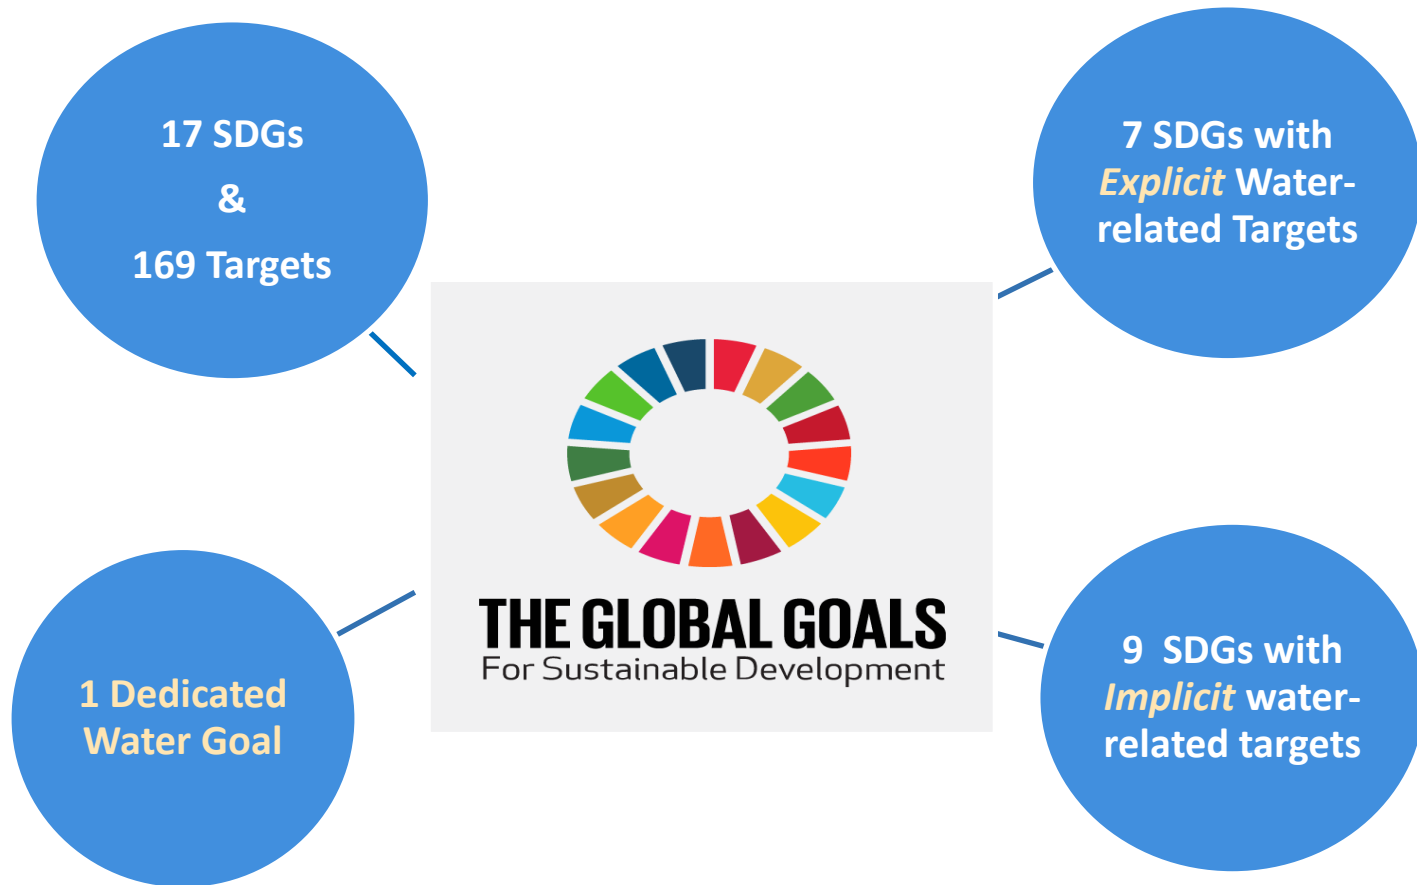 17 SDGs
&
169 Targets
7 SDGs with
Explicit Water-
related Targets
THE GLOBAL GOALS
For Sustainable Development
1 Dedicated
Water Goal
9 SDGs with
Implicit water-
related targets